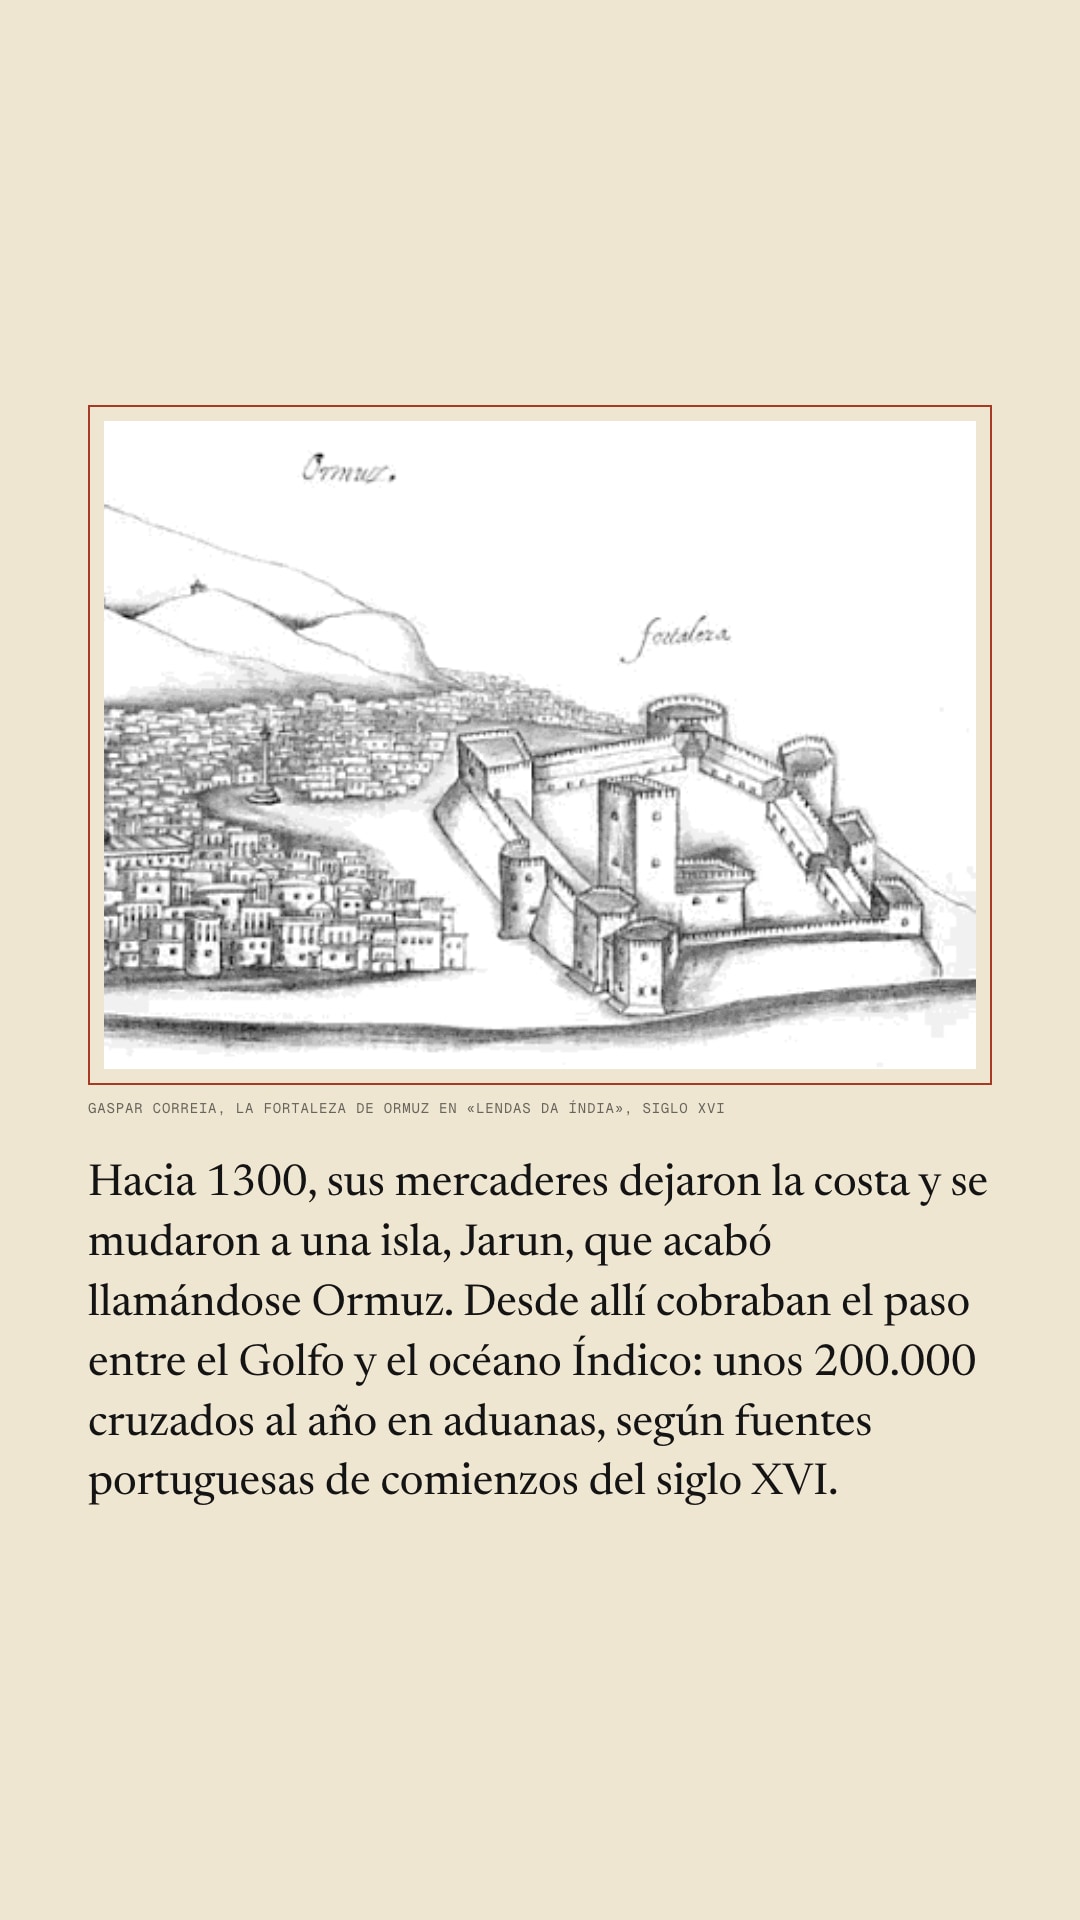 Ormuz.
fortaleza
GASPAR CORREIA, LA FORTALEZA DE ORMUZ EN «LENDAS DA ÍNDIA», SIGLO XVI
Hacia 1300, sus mercaderes dejaron la costa y se
mudaron a una isla, Jarun, que acabó
llamándose Ormuz. Desde allí cobraban el paso
entre el Golfo y el océano Índico: unos 200.000
cruzados al año en aduanas, según fuentes
portuguesas de comienzos del siglo XVI.